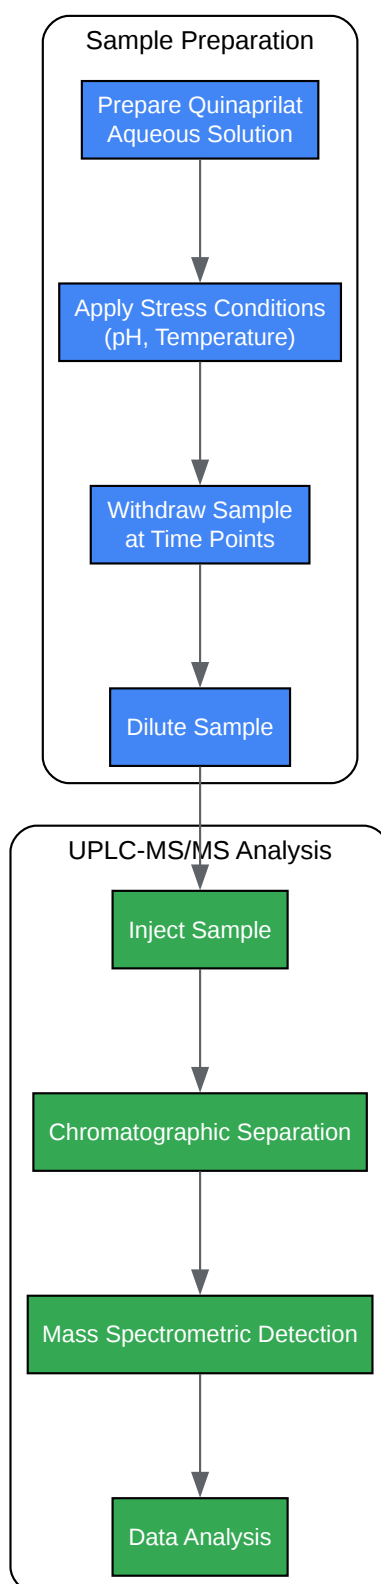 Sample Preparation
Prepare Quinaprilat
Aqueous Solution
Apply Stress Conditions
(pH, Temperature)
Withdraw Sample
at Time Points
Dilute Sample
UPLC-MS/MS Analysis
Inject Sample
Chromatographic Separation
Mass Spectrometric Detection
Data Analysis